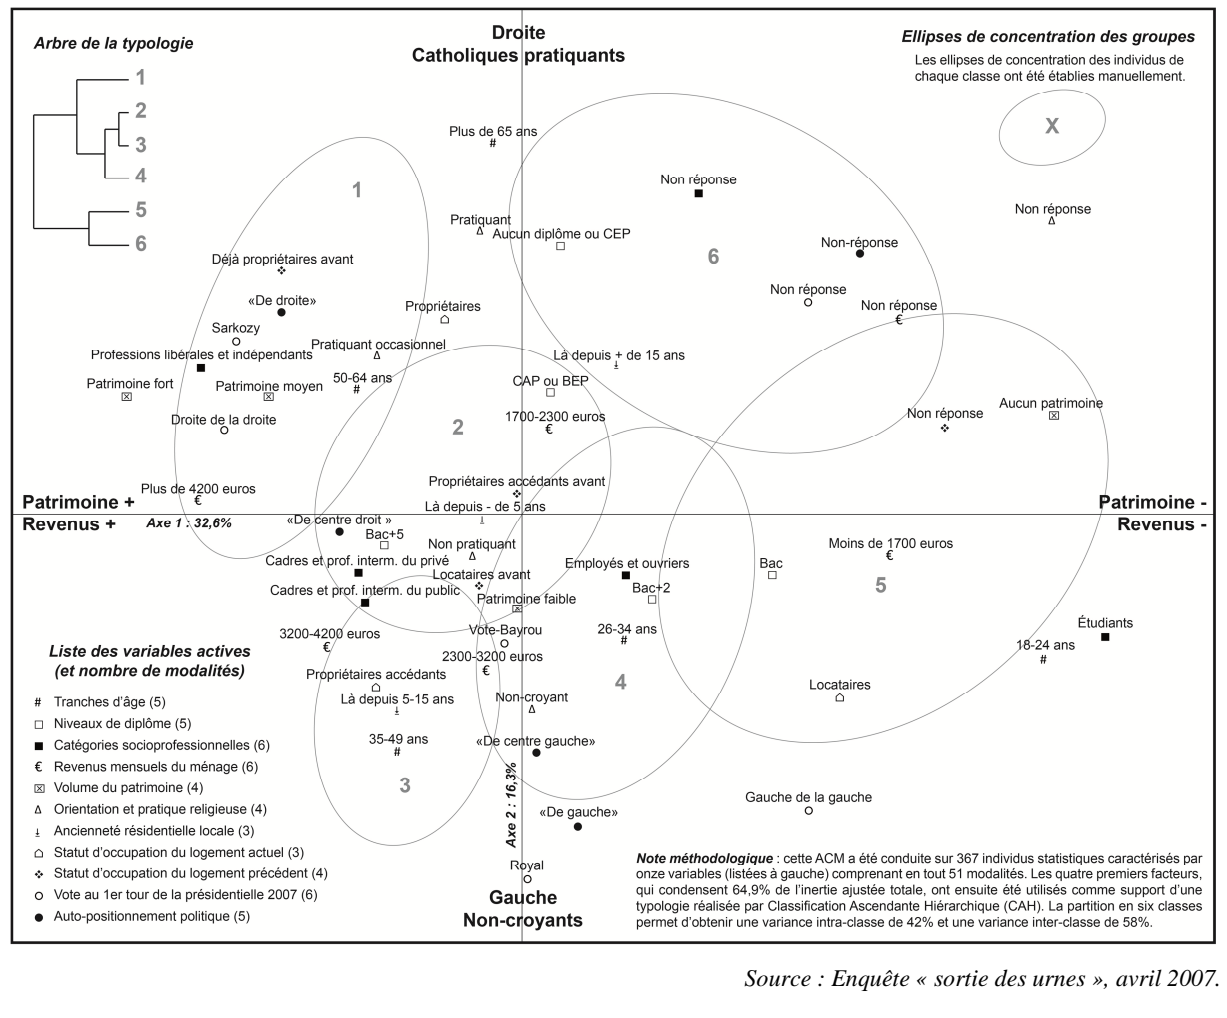 Droite
Catholiques pratiquants
Arbre de la typologie
1
2
3
4
5
6
Ellipses de concentration des groupes
Les ellipses de concentration des individus de
chaque classe ont été établies manuellement.
X
Plus de 65 ans
#
1
Non réponse
Non réponse
Pratiquant
Aucun diplôme ou CEP
Non-réponse
6
Déjà propriétaires avant
Non réponse
«De droite»
Propriétaires
Non réponse
€
Sarkozy
Pratiquant occasionnel
Professions libérales et indépendants
Là depuis + de 15 ans
50-64 ans
#
Patrimoine fort
Patrimoine moyen
CAP ou BEP
Aucun patrimoine
Droite de la droite
1700-2300 euros
€
Non réponse
2
Propriétaires accédants avant
Plus de 4200 euros
€
Patrimoine +
Revenus +
Axe 1 : 32,6%
Là depuis - de 5 ans
Patrimoine -
Revenus -
«De centre droit »
Bac+5
Non pratiquant
Moins de 1700 euros
€
Cadres et prof. interm. du privé
Employés et ouvriers
Bac
Locataires avant
5
Cadres et prof. interm. du public
Patrimoine faible
Bac+2
Vote-Bayrou
26-34 ans
#
Étudiants
3200-4200 euros
€
18-24 ans
#
2300-3200 euros
€
Propriétaires accédants
4
Locataires
Là depuis 5-15 ans
Non-croyant
35-49 ans
#
«De centre gauche»
3
Axe 2 : 16,3%
Gauche de la gauche
«De gauche»
Royal
Gauche
Non-croyants
Liste des variables actives
(et nombre de modalités)
# Tranches d'âge (5)
Niveaux de diplôme (5)
Catégories socioprofessionnelles (6)
€ Revenus mensuels du ménage (6)
Volume du patrimoine (4)
Orientation et pratique religieuse (4)
Ancienneté résidentielle locale (3)
Statut d'occupation du logement actuel (3)
Statut d'occupation du logement précédent (4)
Vote au 1er tour de la présidentielle 2007 (6)
Auto-positionnement politique (5)
Note méthodologique : cette ACM a été conduite sur 367 individus statistiques caractérisés par
onze variables (listées à gauche) comprenant en tout 51 modalités. Les quatre premiers facteurs,
qui condensent 64,9% de l'inertie ajustée totale, ont ensuite été utilisés comme support d'une
typologie réalisée par Classification Ascendante Hiérarchique (CAH). La partition en six classes
permet d'obtenir une variance intra-classe de 42% et une variance inter-classe de 58%.
Source : Enquête « sortie des urnes », avril 2007.